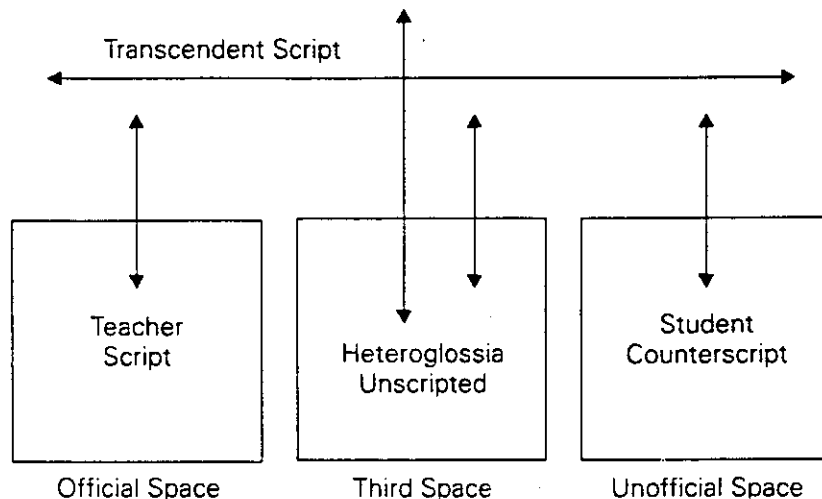 Transcendent Script
Teacher
Script
Heteroglossia
Unscripted
Student
Counterscript
Official Space
Third Space
Unofficial Space